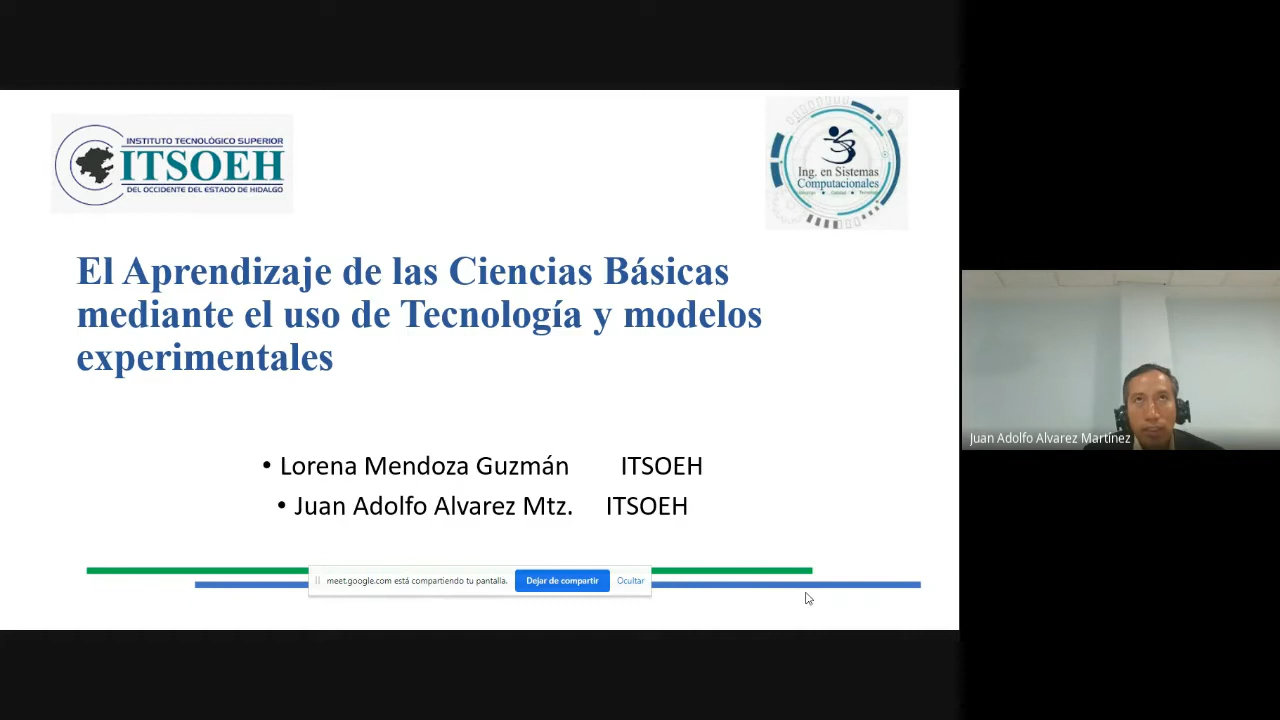 INSTITUTO TECNOLÓGICO SUPERIOR
ITSOEH
DEL OCCIDENTE DEL ESTADO DE HIDALGO
Ing. en Sistemas
Computacionales
El Aprendizaje de las Ciencias Básicas
mediante el uso de Tecnología y modelos
experimentales
• Lorena Mendoza Guzmán ITSOEH
• Juan Adolfo Alvarez Mtz. ITSOEH
meet.google.com está compartiendo tu pantalla.
Dejar de compartir
Ocultar
Juan Adolfo Alvarez Martínez